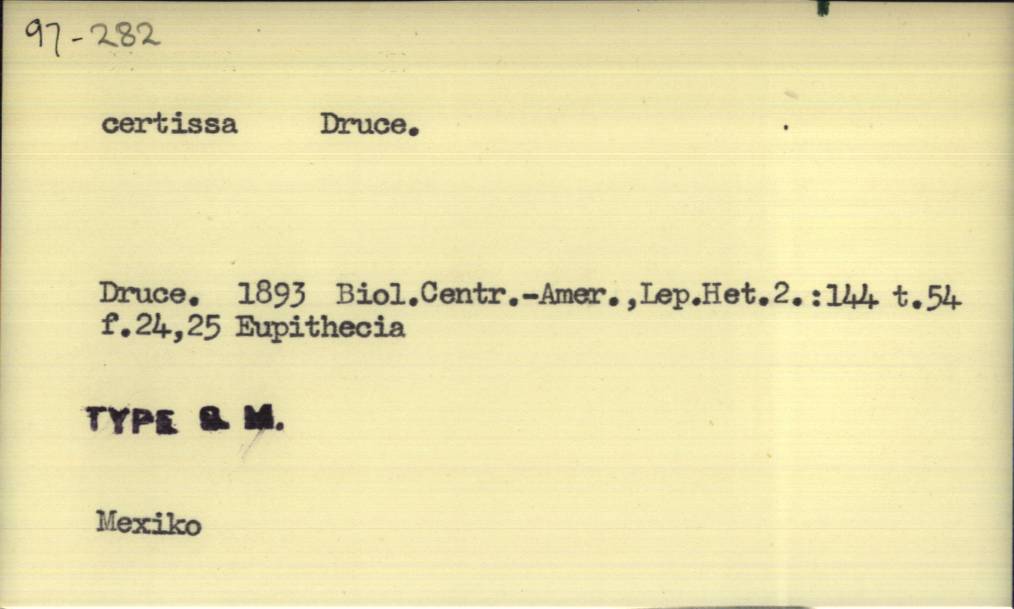 97-282
certissa Druce.
Druce. 1893 Biol.Centr.-Amer.,Lep.Het.2.:144 t.54
f.24,25 Eupithecia
TYPE B. M.
Mexiko